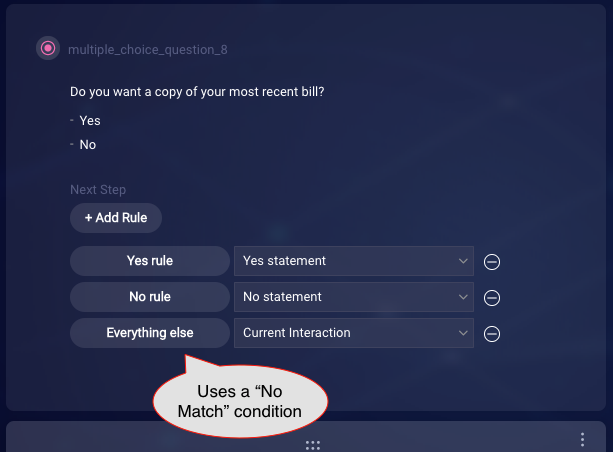 multiple_choice_question_8
Do you want a copy of your most recent bill?
- Yes
- No
Next Step
+ Add Rule
Yes rule Yes statement
No rule No statement
Everything else Current Interaction
Uses a “No
Match” condition